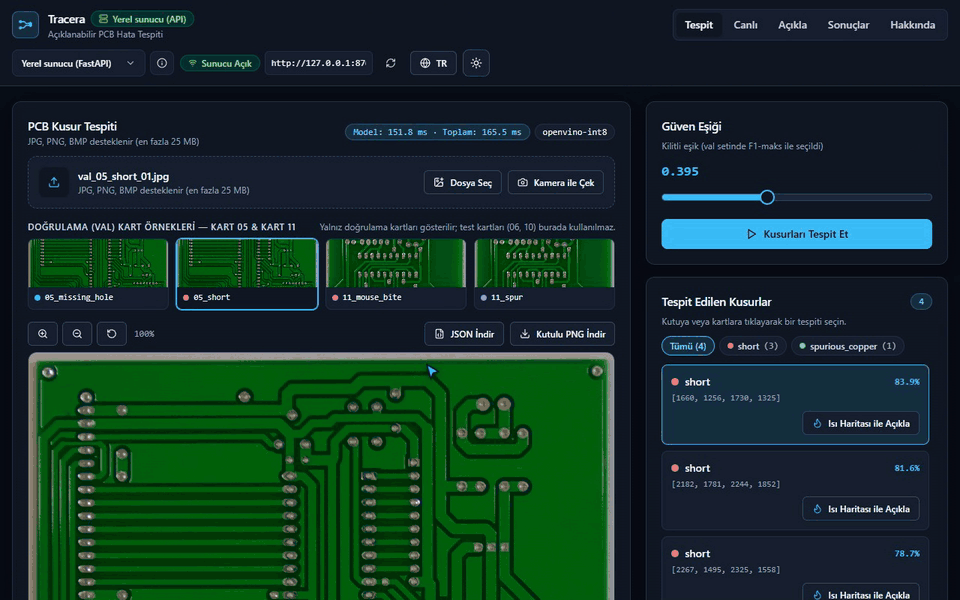 Tracera
Yerel sunucu (API)
Açıklanabilir PCB Hata Tespiti
Tespit
Canlı
Açıkla
Sonuçlar
Hakkında
Yerel sunucu (FastAPI)
Sunucu Açık
http://127.0.0.1:87
TR
PCB Kusur Tespiti
JPG, PNG, BMP desteklenir (en fazla 25 MB)
Model: 151.8 ms · Toplam: 165.5 ms
openvino-int8
val_05_short_01.jpg
JPG, PNG, BMP desteklenir (en fazla 25 MB)
Dosya Seç
Kamera ile Çek
DOĞRULAMA (VAL) KART ÖRNEKLERİ — KART 05 & KART 11
Yalnız doğrulama kartları gösterilir; test kartları (06, 10) burada kullanılmaz.
05_missing_hole
05_short
11_mouse_bite
11_spur
100%
JSON İndir
Kutulu PNG İndir
Güven Eşiği
Kilitli eşik (val setinde F1-maks ile seçildi)
0.395
Kusurları Tespit Et
Tespit Edilen Kusurlar
4
Kutuya veya kartlara tıklayarak bir tespiti seçin.
Tümü (4)
short (3)
spurious_copper (1)
short
83.9%
[1660, 1256, 1730, 1325]
Isı Haritası ile Açıkla
short
81.6%
[2182, 1781, 2244, 1852]
Isı Haritası ile Açıkla
short
78.7%
[2267, 1495, 2325, 1558]
Isı Haritası ile Açıkla